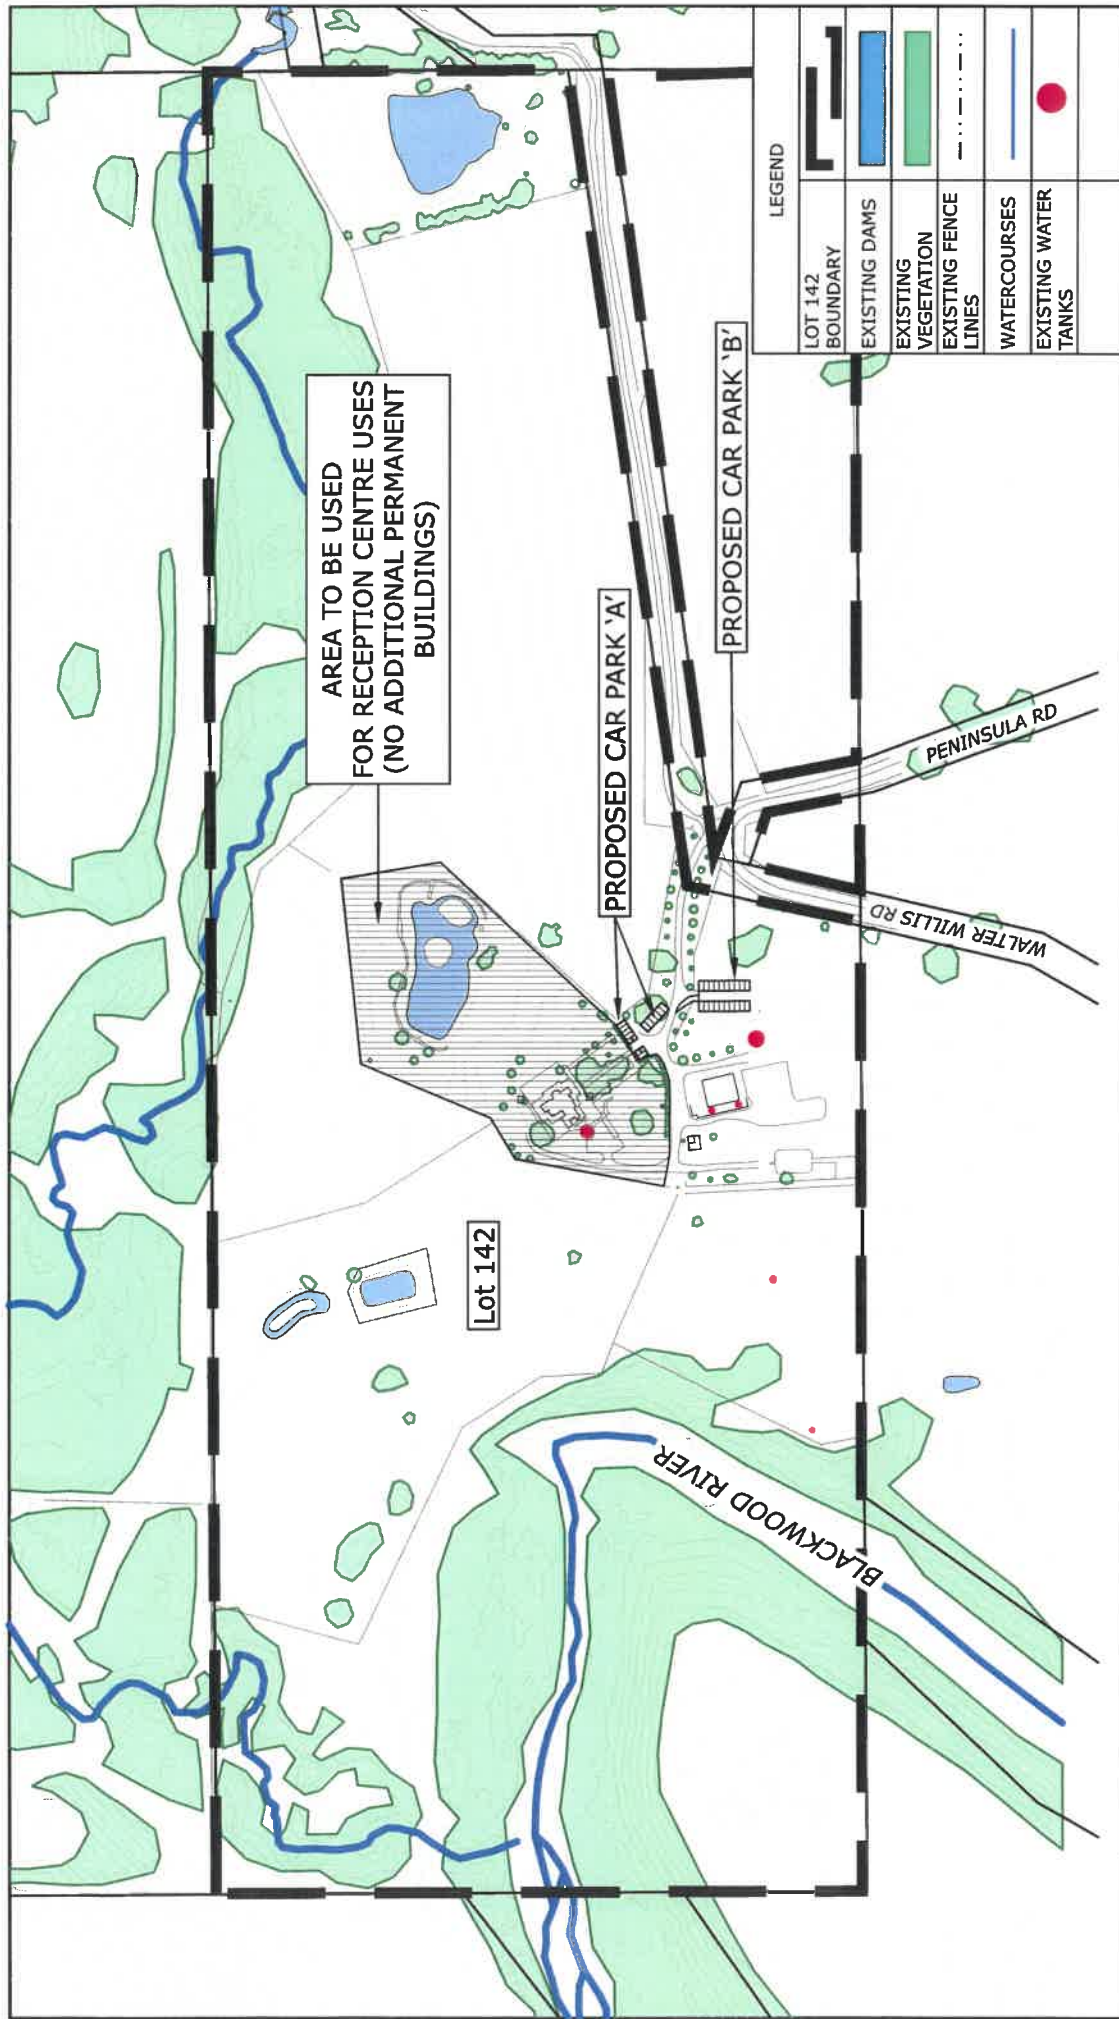 AREA TO BE USED
FOR RECEPTION CENTRE USES
(NO ADDITIONAL PERMANENT
BUILDINGS)
PROPOSED CAR PARK 'A'
PROPOSED CAR PARK 'B'
Lot 142
BLACKWOOD RIVER
WALTER WILLIS RD
PENINSULA RD
LEGEND
LOT 142
BOUNDARY
EXISTING DAMS
EXISTING
VEGETATION
EXISTING FENCE
LINES
WATERCOURSES
EXISTING WATER
TANKS